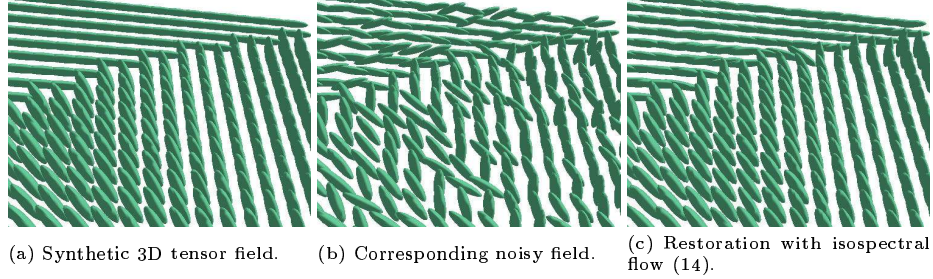 (a) Synthetic 3D tensor field.
(b) Corresponding noisy field.
(c) Restoration with isospectral
flow (14).